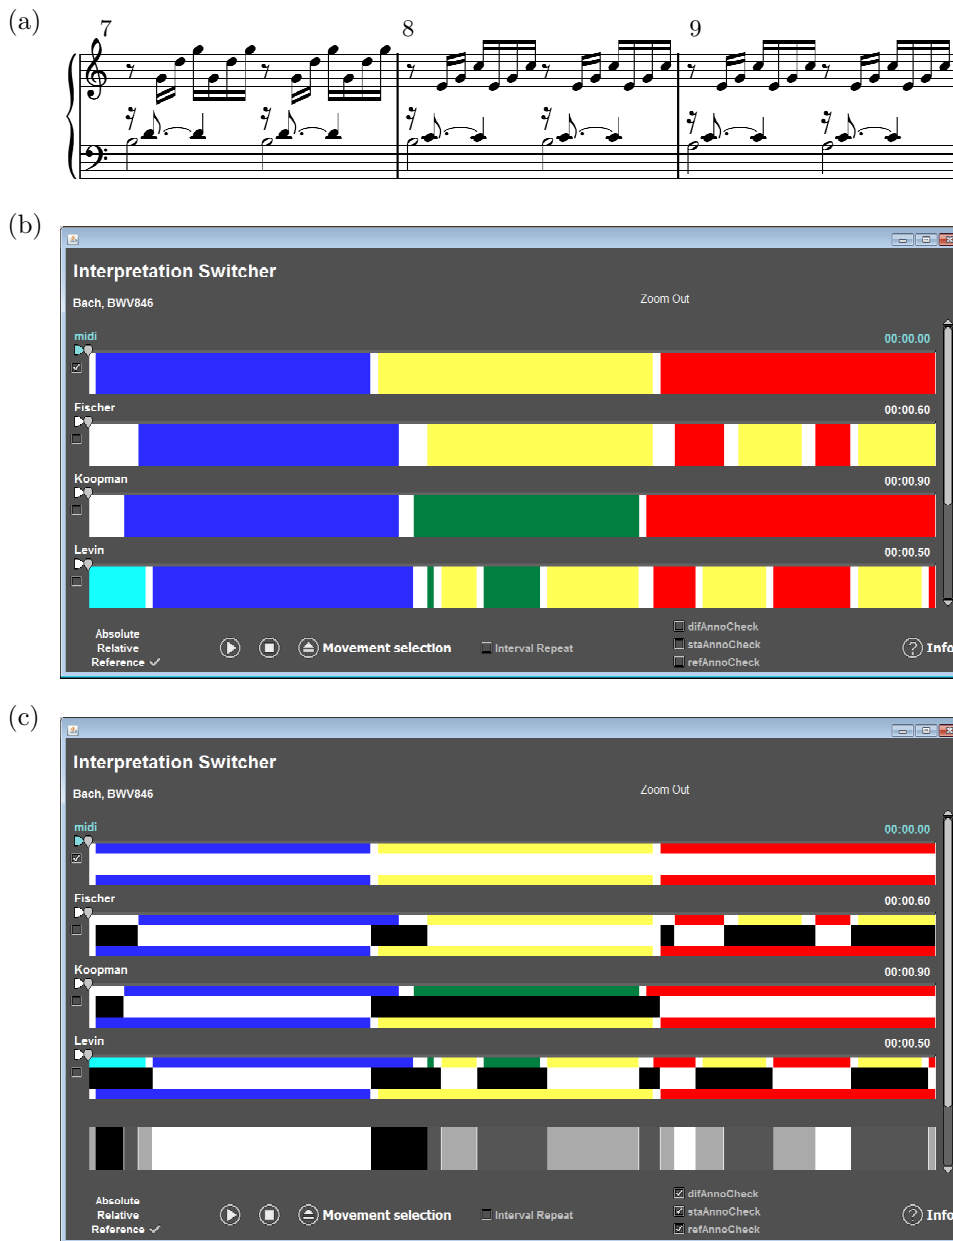 (a)
7 8 9
(b)
Interpretation Switcher
Bach, BWV846
Zoom Out
midi 00:00.00
Fischer 00:00.60
Koopman 00:00.90
Levin 00:00.50
Absolute
Relative
Reference
Movement selection
Interval Repeat
difAnnoCheck
staAnnoCheck
refAnnoCheck
? Info
(c)
Interpretation Switcher
Bach, BWV846
Zoom Out
midi 00:00.00
Fischer 00:00.60
Koopman 00:00.90
Levin 00:00.50
Absolute
Relative
Reference
Movement selection
Interval Repeat
difAnnoCheck
staAnnoCheck
refAnnoCheck
? Info